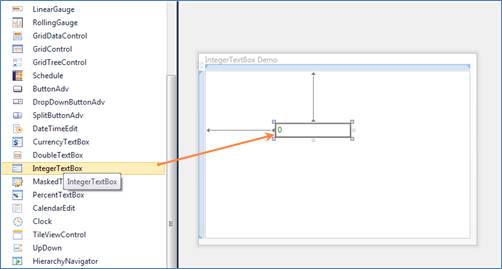 LinearGauge
RollingGauge
GridDataControl
GridControl
GridTreeControl
Schedule
ButtonAdv
DropDownButtonAdv
SplitButtonAdv
DateTimeEdit
CurrencyTextBox
DoubleTextBox
IntegerTextBox
MaskedT
IntegerTextBox
PercentTextBox
CalendarEdit
Clock
TileViewControl
UpDown
HierarchyNavigator
IntegerTextBox Demo
0